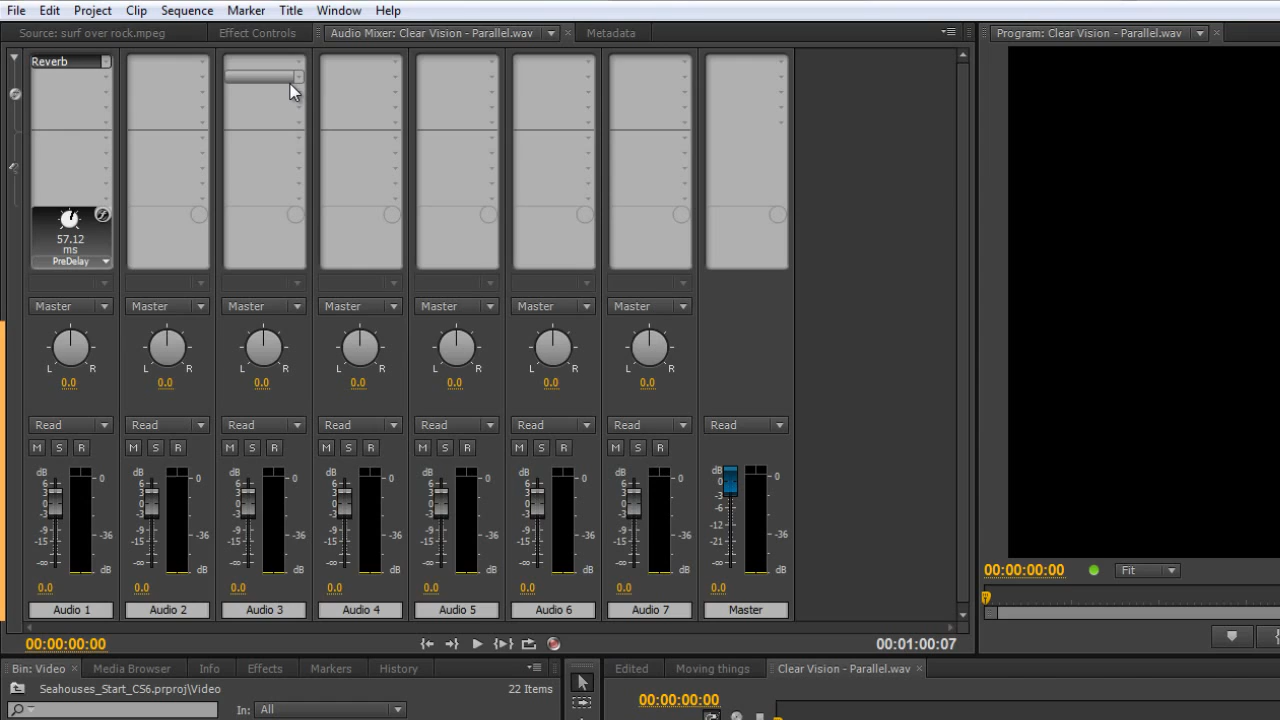 File Edit Clip Sequence Marker Title Window Help
Source: surf over rock.mpeg Effect Controls Audio Mixer: Clear Vision - Parallel.wav Metadata Program: Clear Vision - Parallel.wav
Reverb
57.12
ms
PreDelay
Master Master Master Master Master Master Master
L R L R L R L R L R L R L R
0.0 0.0 0.0 0.0 0.0 0.0 0.0
Read Read Read Read Read Read Read Read
M S R M S R M S R M S R M S R M S R M S R
dB dB dB dB dB dB dB dB
6 0 6 0 6 0 6 0 6 0 6 0 6 0 0 0
3 3 3 3 3 3 3 -3
0 0 0 0 0 0 0 -6
-3 -3 -3 -3 -3 -3 -3 -12
-9 -36 -9 -36 -9 -36 -9 -36 -9 -36 -9 -36 -9 -36 -21 -36
-15 -15 -15 -15 -15 -15 -15
-∞ dB -∞ dB -∞ dB -∞ dB -∞ dB -∞ dB -∞ dB -∞ dB
0.0 0.0 0.0 0.0 0.0 0.0 0.0 0.0
Audio 1 Audio 2 Audio 3 Audio 4 Audio 5 Audio 6 Audio 7 Master
00:00:00:00 00:01:00:07
00:00:00:00 Fit
Bin: Video Media Browser Info Effects Markers History
Seahouses_Start_CS6.prproj\Video 22 Items
In: All
Edited Moving things Clear Vision - Parallel.wav
00:00:00:00